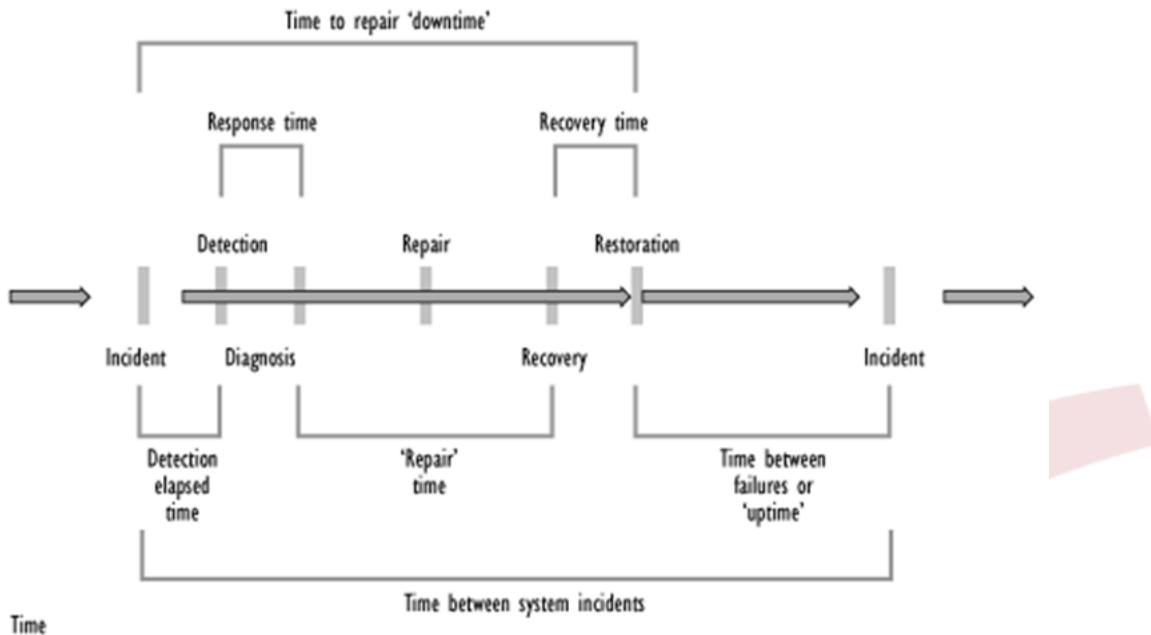 Time to repair ‘downtime’
Response time
Recovery time
Detection
Repair
Restoration
Incident
Diagnosis
Recovery
Incident
Detection
elapsed
time
‘Repair’
time
Time between
failures or
‘uptime’
Time between system incidents
Time